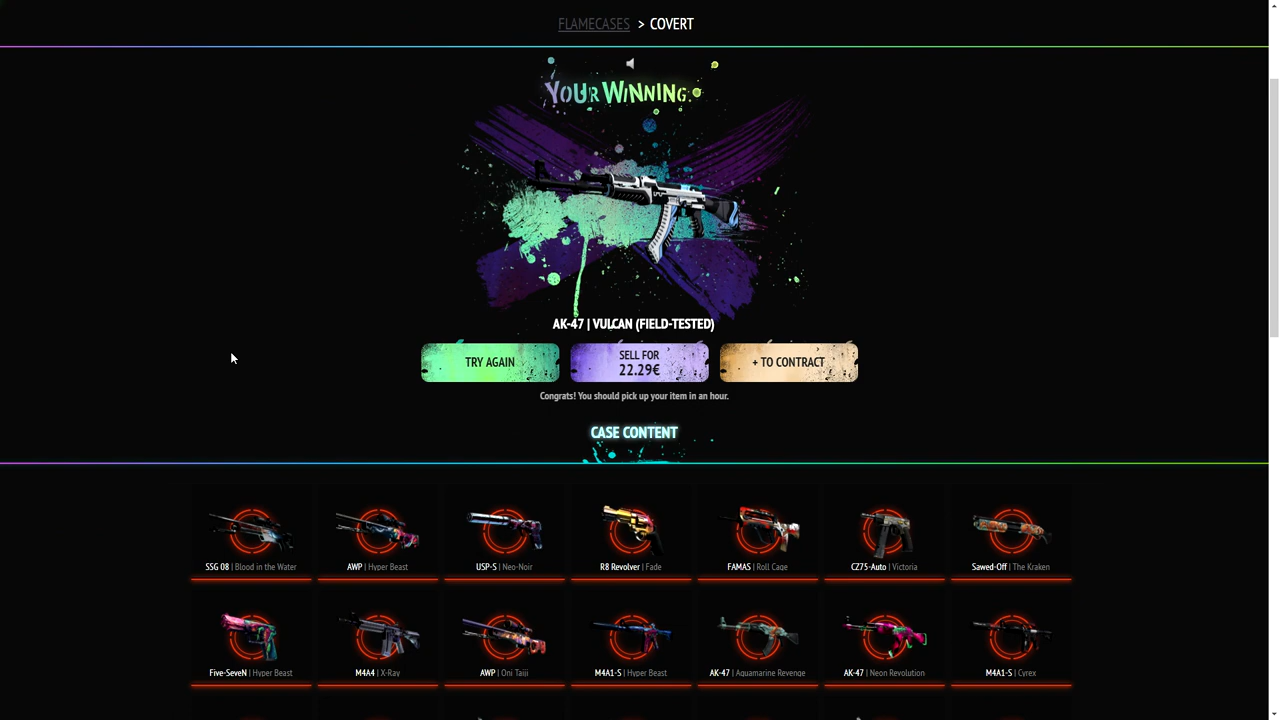 FLAMECASES > COVERT
YOUR WINNING:
AK-47 | VULCAN (FIELD-TESTED)
TRY AGAIN
SELL FOR
22.29€
+ TO CONTRACT
Congrats! You should pick up your item in an hour.
CASE CONTENT
SSG 08 | Blood in the Water
AWP | Hyper Beast
USP-S | Neo-Noir
R8 Revolver | Fade
FAMAS | Roll Cage
CZ75-Auto | Victoria
Sawed-Off | The Kraken
Five-SeveN | Hyper Beast
M4A4 | X-Ray
AWP | Oni Taiji
M4A1-S | Hyper Beast
AK-47 | Aquamarine Revenge
AK-47 | Neon Revolution
M4A1-S | Cyrex